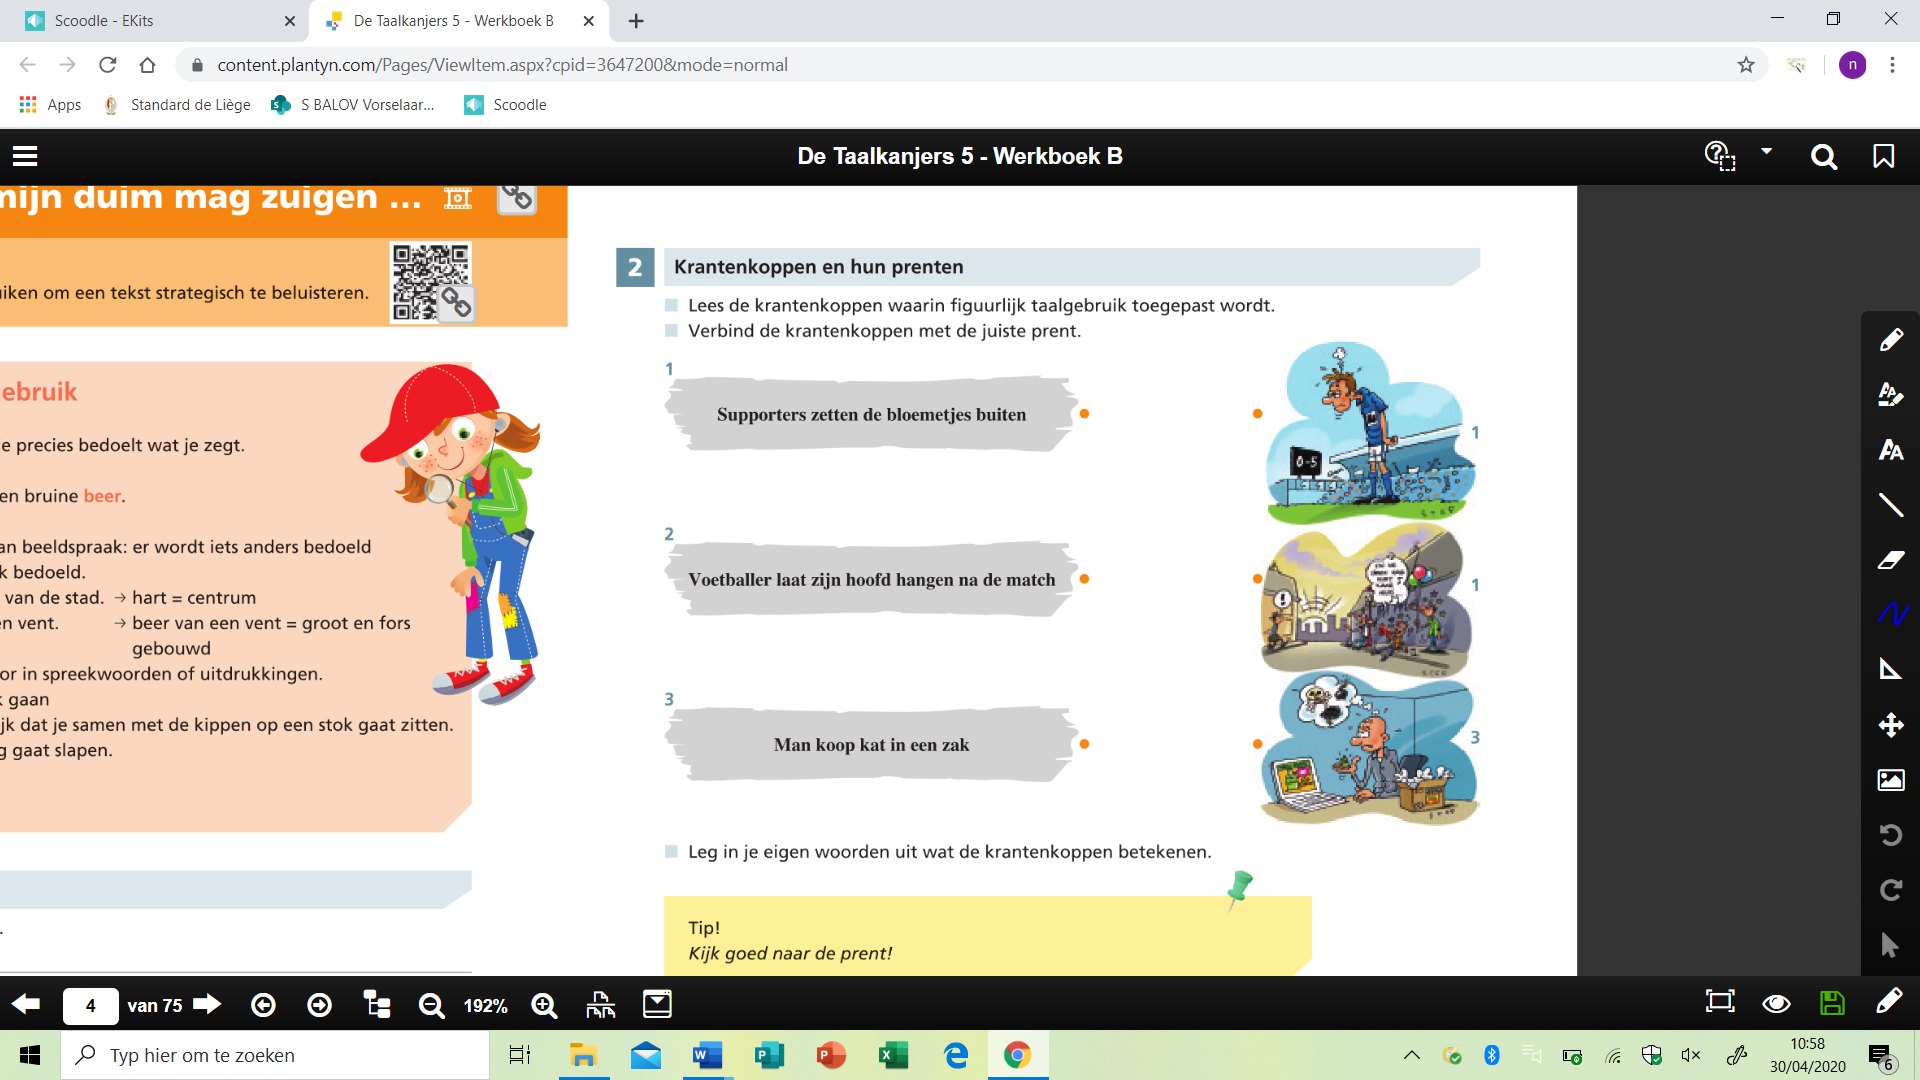 Scoodle - EKits
De Taalkanjers 5 - Werkboek B
content.plantyn.com/Pages/ViewItem.aspx?cpid=3647200&mode=normal
n
Apps
Standard de Liège
S BALOV Vorselaar...
Scoodle
De Taalkanjers 5 - Werkboek B
mijn duim mag zuigen ...
iken om een tekst strategisch te beluisteren.
ebruik
e precies bedoelt wat je zegt.
en bruine beer.
an beeldspraak: er wordt iets anders bedoeld
k bedoeld.
van de stad. → hart = centrum
n vent. → beer van een vent = groot en fors
gebouwd
or in spreekwoorden of uitdrukkingen.
k gaan
jk dat je samen met de kippen op een stok gaat zitten.
g gaat slapen.
.
2 Krantenkoppen en hun prenten
Lees de krantenkoppen waarin figuurlijk taalgebruik toegepast wordt.
Verbind de krantenkoppen met de juiste prent.
1
Supporters zetten de bloemetjes buiten
0-5
1
2
Voetballer laat zijn hoofd hangen na de match
!
1
3
Man koop kat in een zak
3
Leg in je eigen woorden uit wat de krantenkoppen betekenen.
Tip!
Kijk goed naar de prent!
4 van 75
192%
Typ hier om te zoeken
10:58
30/04/2020
6